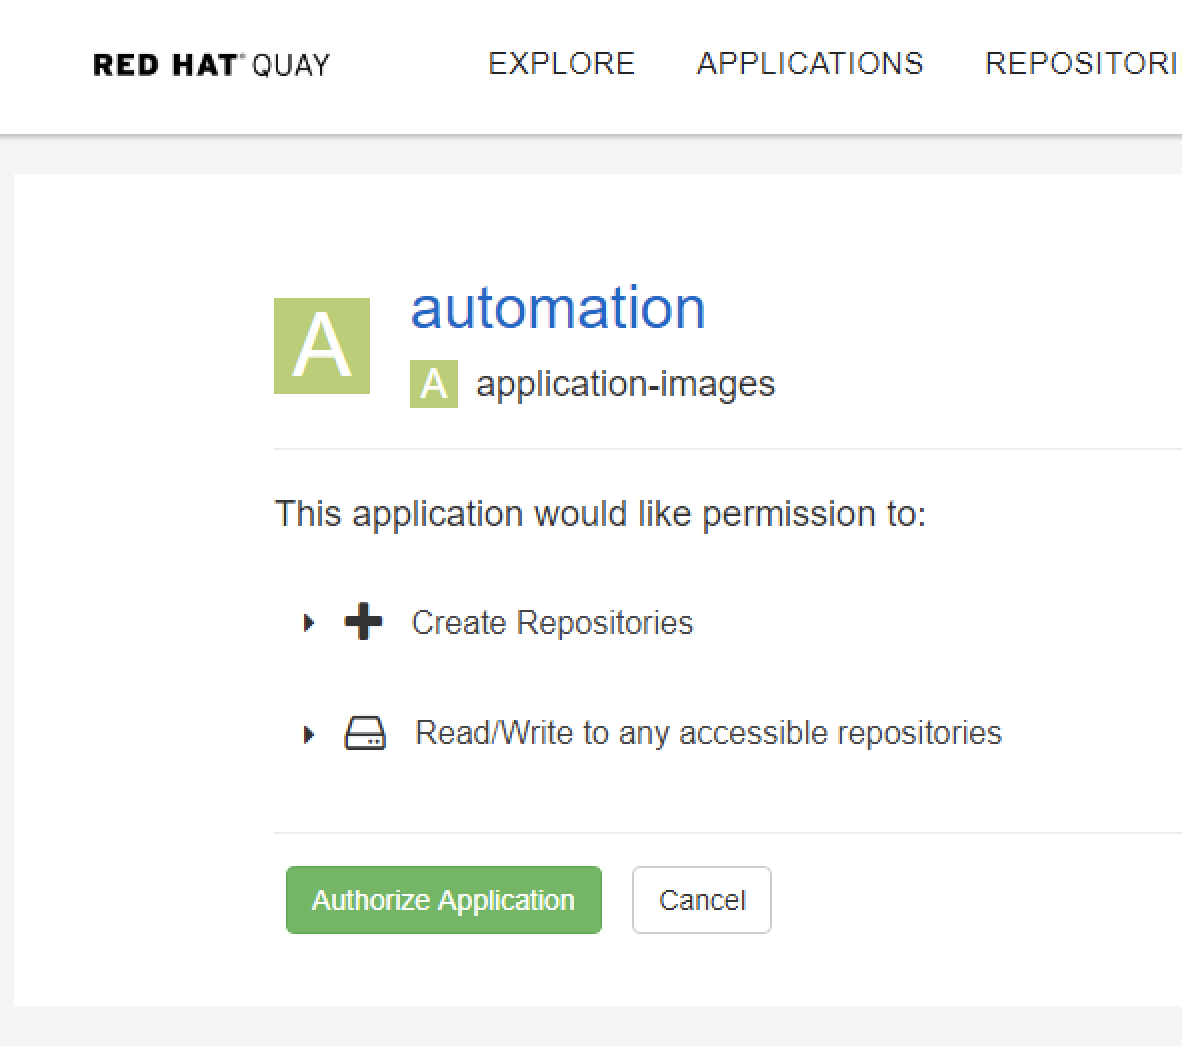 RED HAT® QUAY EXPLORE APPLICATIONS REPOSITORI
A automation
A application-images
This application would like permission to:
Create Repositories
Read/Write to any accessible repositories
Authorize Application Cancel